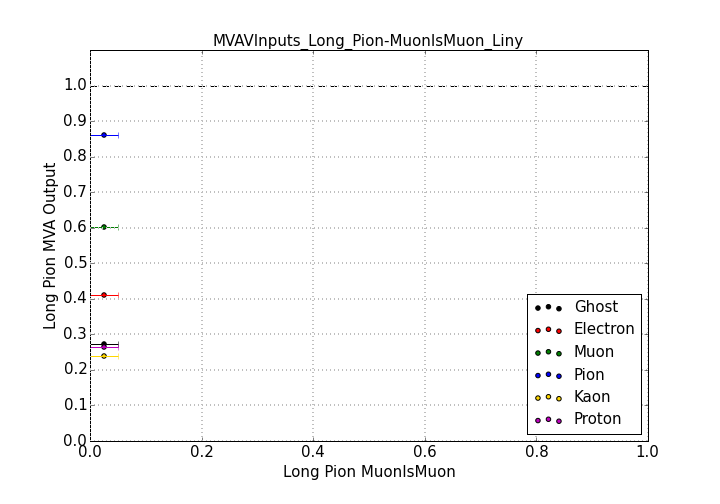 MVAVInputs_Long_Pion-MuonIsMuon_Liny
1.0
0.9
0.8
0.7
0.6
0.5
0.4
0.3
0.2
0.1
0.0
Long Pion MVA Output
Ghost
Electron
Muon
Pion
Kaon
Proton
0.0 0.2 0.4 0.6 0.8 1.0
Long Pion MuonIsMuon